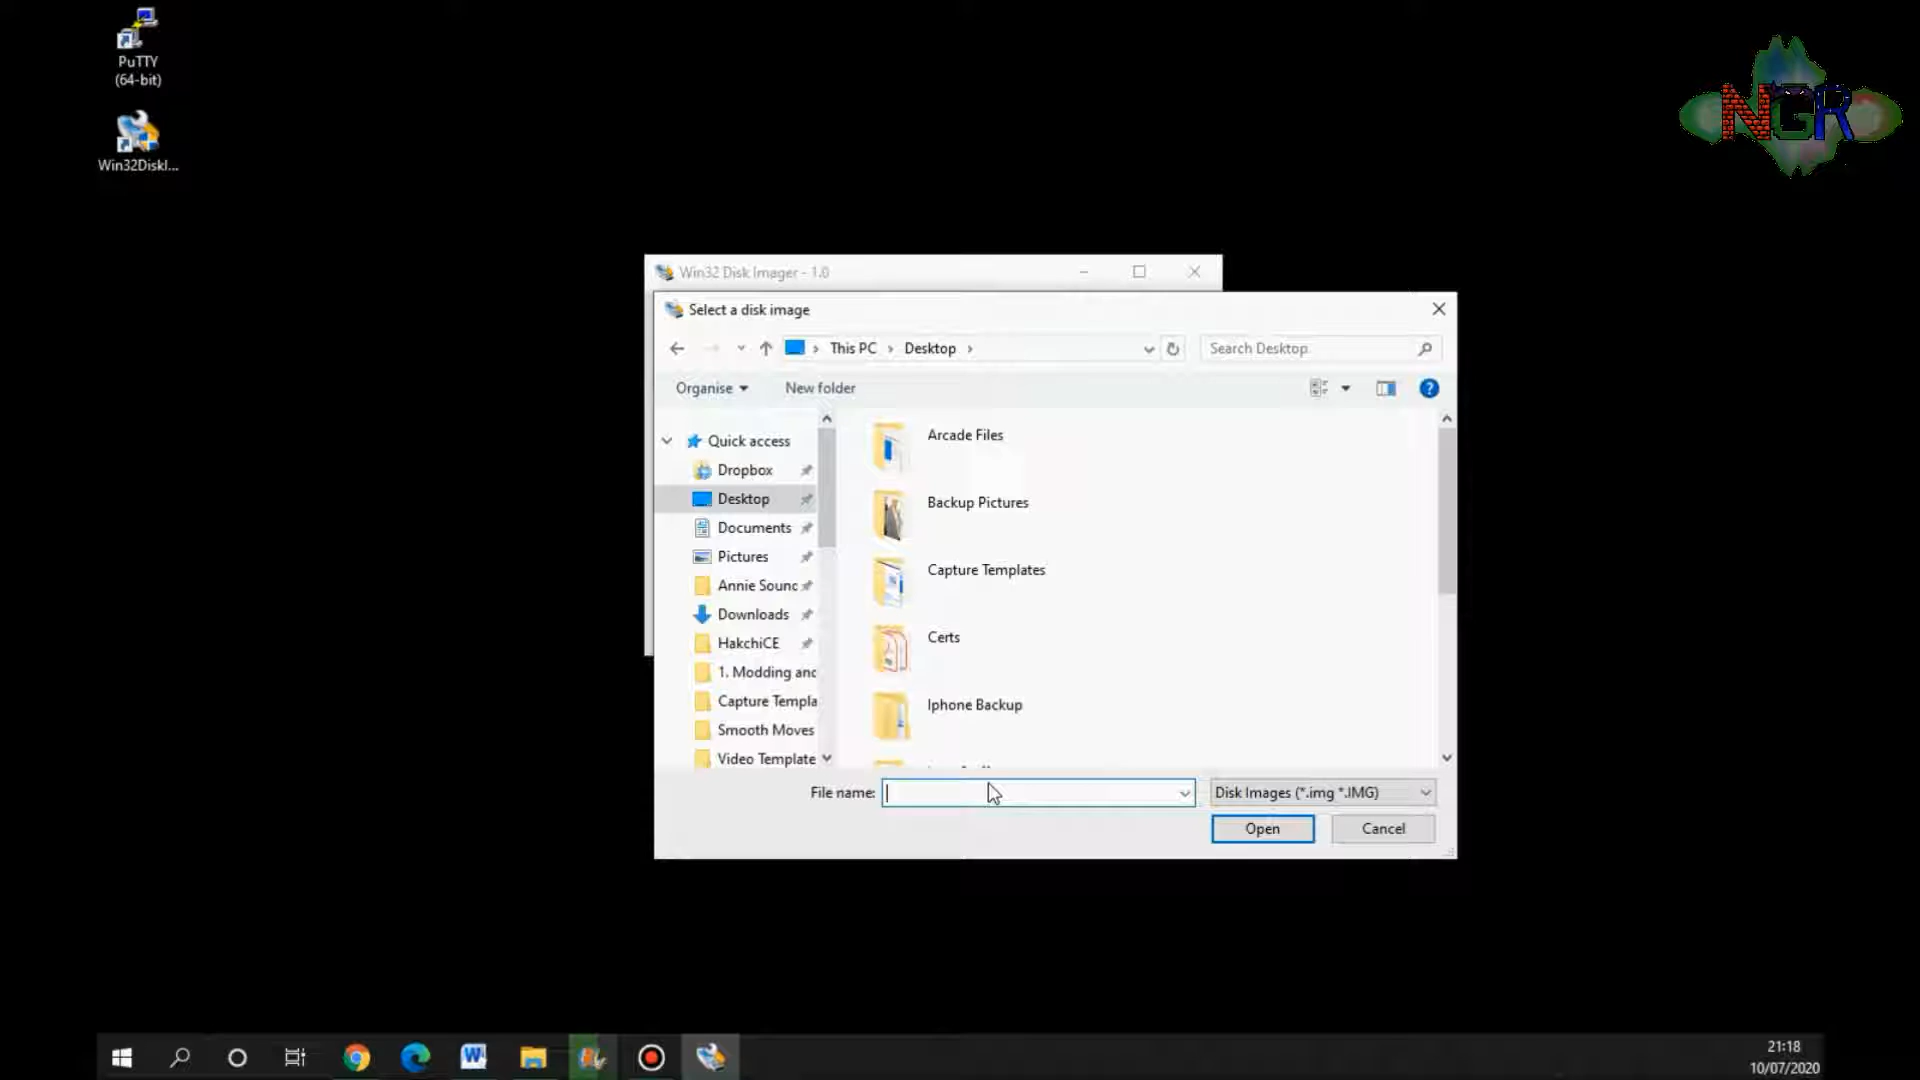 PuTTY
(64-bit)
Win32DiskI...
NGR
Win32 Disk Imager - 1.0
Select a disk image
This PC > Desktop >
Search Desktop
Organise
New folder
Quick access
Dropbox
Desktop
Documents
Pictures
Annie Sounc
Downloads
HakchiCE
1. Modding and
Capture Templa
Smooth Moves
Video Template
Arcade Files
Backup Pictures
Capture Templates
Certs
Iphone Backup
File name:
Disk Images (*.img *.IMG)
Open
Cancel
21:18
10/07/2020